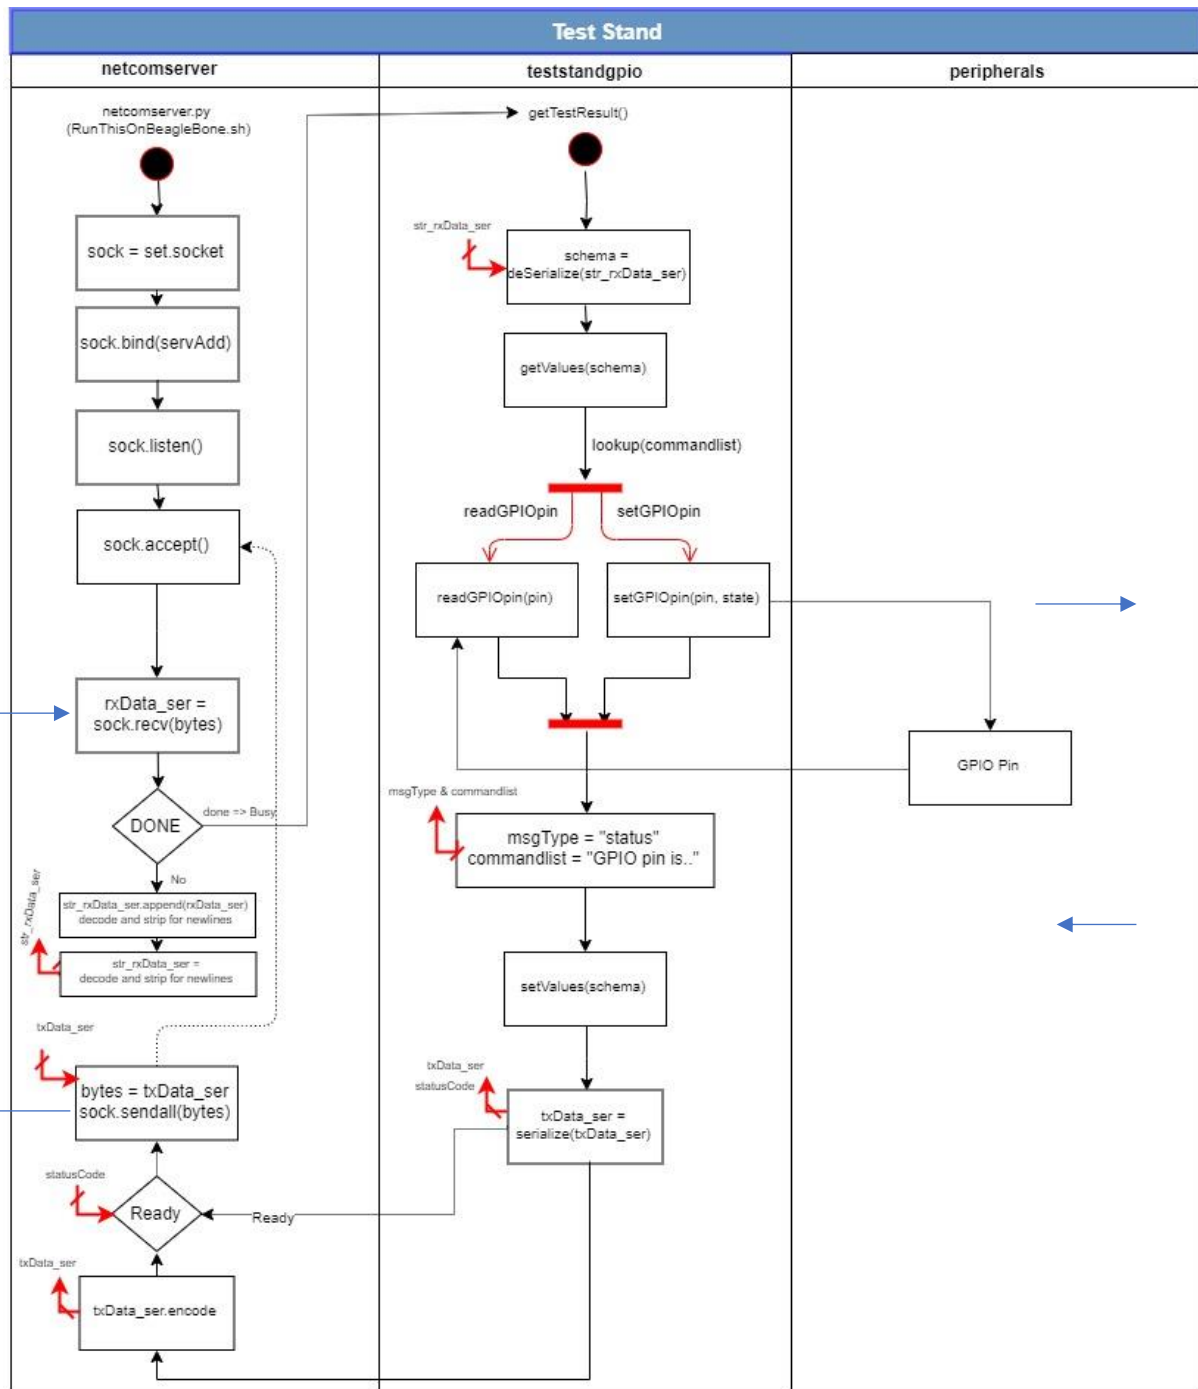 Test Stand
netcomserver
teststandgpio
peripherals
netcomserver.py
(RunThisOnBeagleBone.sh)
sock = set.socket
sock.bind(servAdd)
sock.listen()
sock.accept()
rxData_ser =
sock.recv(bytes)
DONE
done => Busy
No
str_rxData_ser.append(rxData_ser)
decode and strip for newlines
str_rxData_ser
str_rxData_ser =
decode and strip for newlines
txData_ser
bytes = txData_ser
sock.sendall(bytes)
statusCode
Ready
Ready
txData_ser
txData_ser.encode
getTestResult()
str_rxData_ser
schema =
deSerialize(str_rxData_ser)
getValues(schema)
lookup(commandlist)
readGPIOpin
setGPIOpin
readGPIOpin(pin)
setGPIOpin(pin, state)
msgType & commandlist
msgType = "status"
commandlist = "GPIO pin is.."
setValues(schema)
txData_ser
statusCode
txData_ser =
serialize(txData_ser)
GPIO Pin